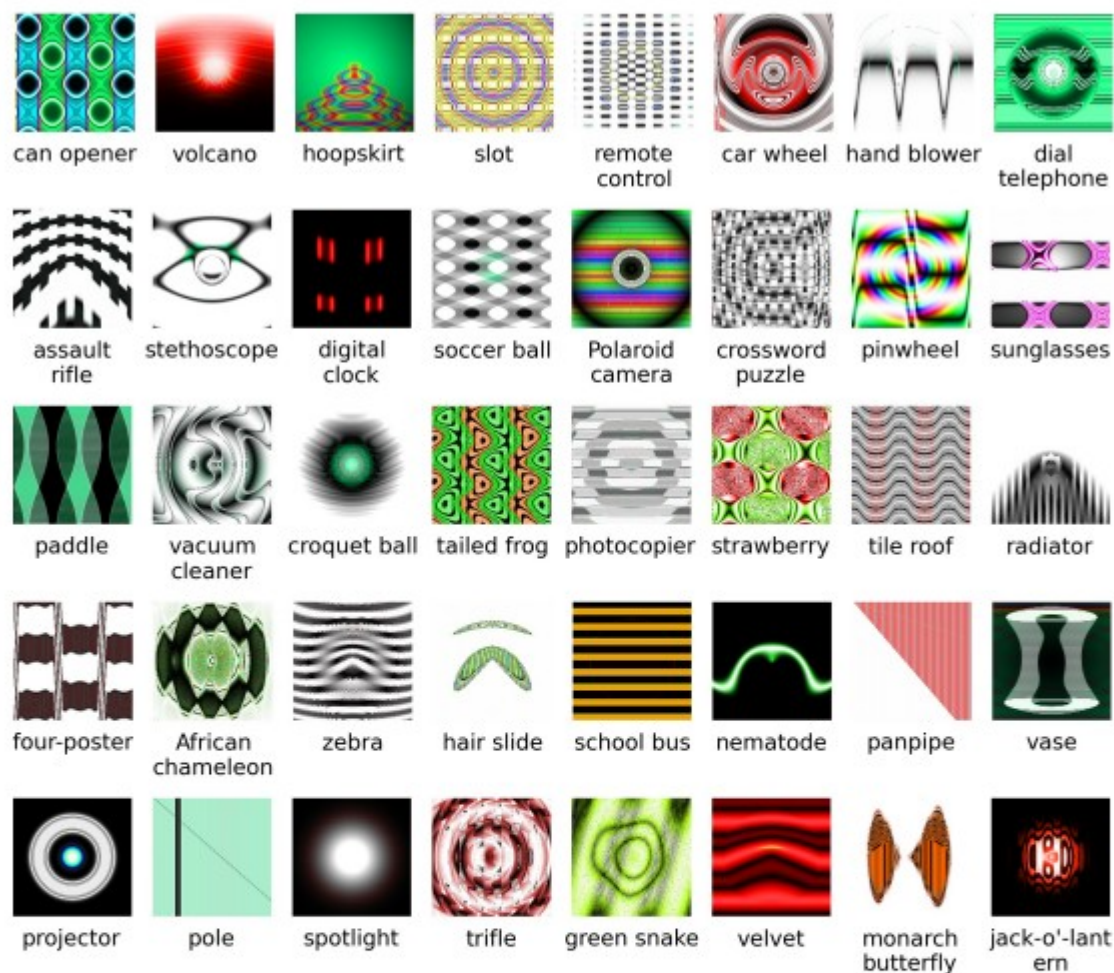 can opener volcano hoopskirt slot remote control car wheel hand blower dial telephone
assault rifle stethoscope digital clock soccer ball Polaroid camera crossword puzzle pinwheel sunglasses
paddle vacuum cleaner croquet ball tailed frog photocopier strawberry tile roof radiator
four-poster African chameleon zebra hair slide school bus nematode panpipe vase
projector pole spotlight trifle green snake velvet monarch butterfly jack-o'-lant ern